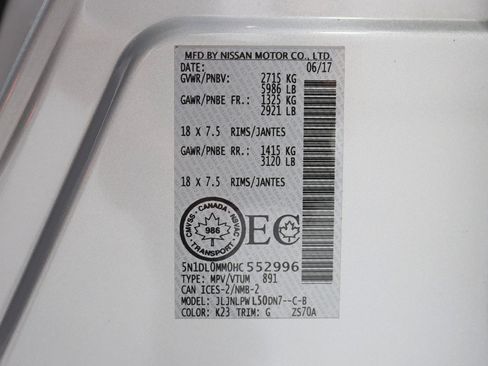 MFD BY NISSAN MOTOR CO., LTD.
DATE: 06/17
GVWR/PNBV: 2715 KG
5986 LB
GAWR/PNBE FR.: 1325 KG
2921 LB
18 X 7.5 RIMS/JANTES
GAWR/PNBE RR.: 1415 KG
3120 LB
18 X 7.5 RIMS/JANTES
CMVSS - CANADA - NSVAC
986
EC
5N1DL0MM0HC552996
TYPE: MPV/VTUM 891
CAN ICES-2/NMB-2
MODEL: JLJNLPWL50DN7--C-B
COLOR: K23 TRIM: G ZS70A